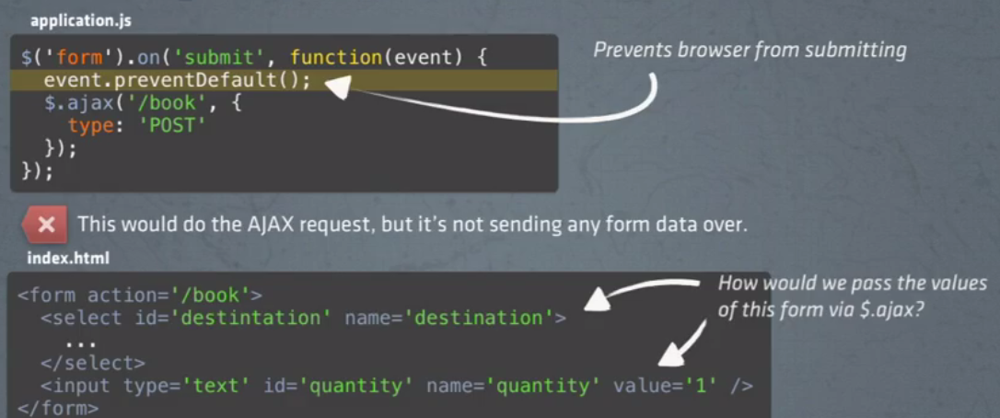 application.js
$('form').on('submit', function(event) {
Prevents browser from submitting
event.preventDefault();
$.ajax('/book', {
type: 'POST'
});
});
This would do the AJAX request, but it's not sending any form data over.
index.html
<form action='/book'>
<select id='destintation' name='destination'>
...
</select>
<input type='text' id='quantity' name='quantity' value='1' />
</form>
How would we pass the values
of this form via $.ajax?